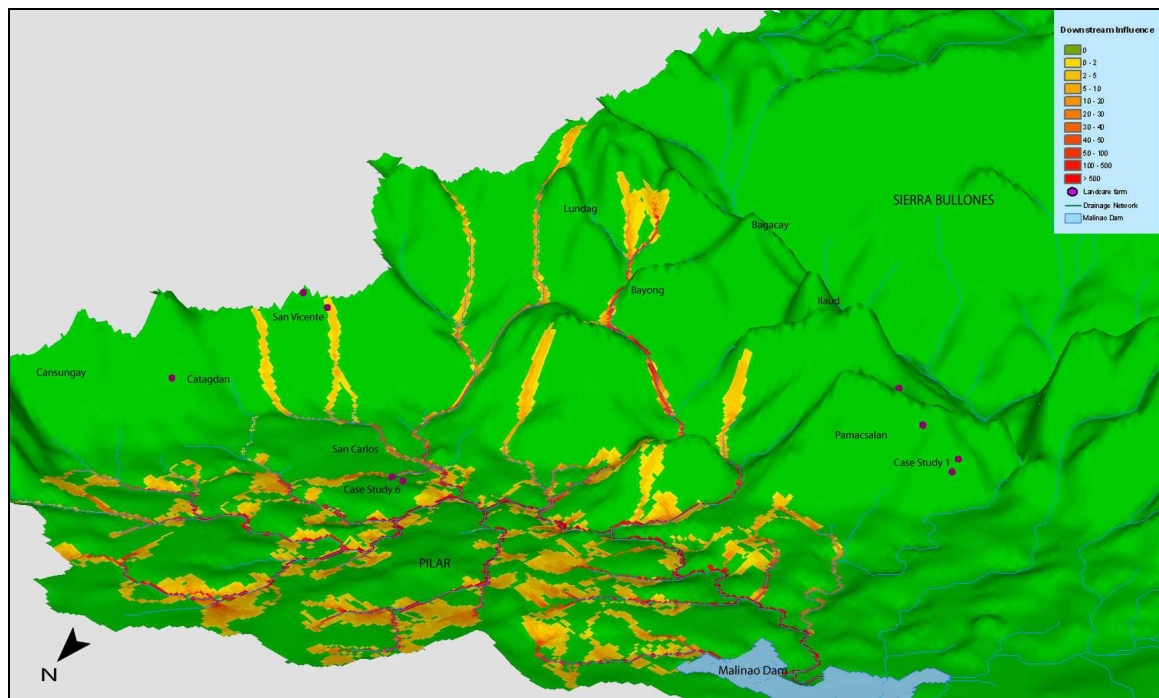 Downstream Influence
0
0 - 2
2 - 5
5 - 10
10 - 20
20 - 30
30 - 40
40 - 50
50 - 100
100 - 500
> 500
Landcare farm
Drainage Network
Malinao Dam
SIERRA BULLONES
Lundag
Bagacay
Bayong
Ilaud
San Vicente
Cansungay
Catagdan
Pamacsalan
San Carlos
Case Study 1
Case Study 6
PILAR
Malinao Dam
N